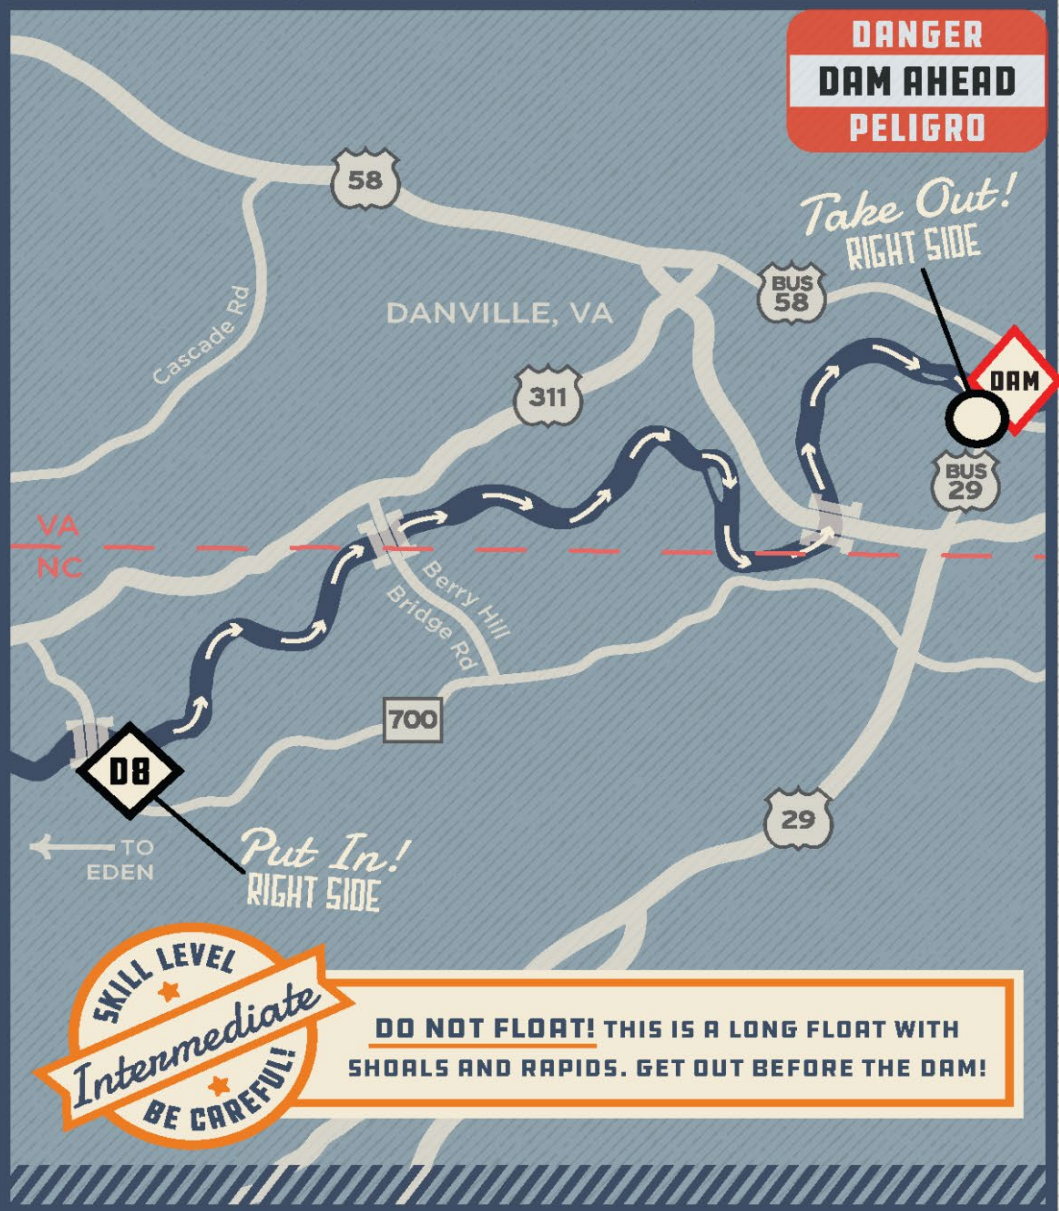 DANGER
DAM AHEAD
PELIGRO
58
Take Out!
RIGHT SIDE
BUS
58
DANVILLE, VA
Cascade Rd
311
DAM
BUS
29
VA
NC
Berry Hill
Bridge Rd
700
D8
29
TO
EDEN
Put In!
RIGHT SIDE
SKILL LEVEL
Intermediate
BE CAREFUL!
DO NOT FLOAT! THIS IS A LONG FLOAT WITH
SHOALS AND RAPIDS. GET OUT BEFORE THE DAM!